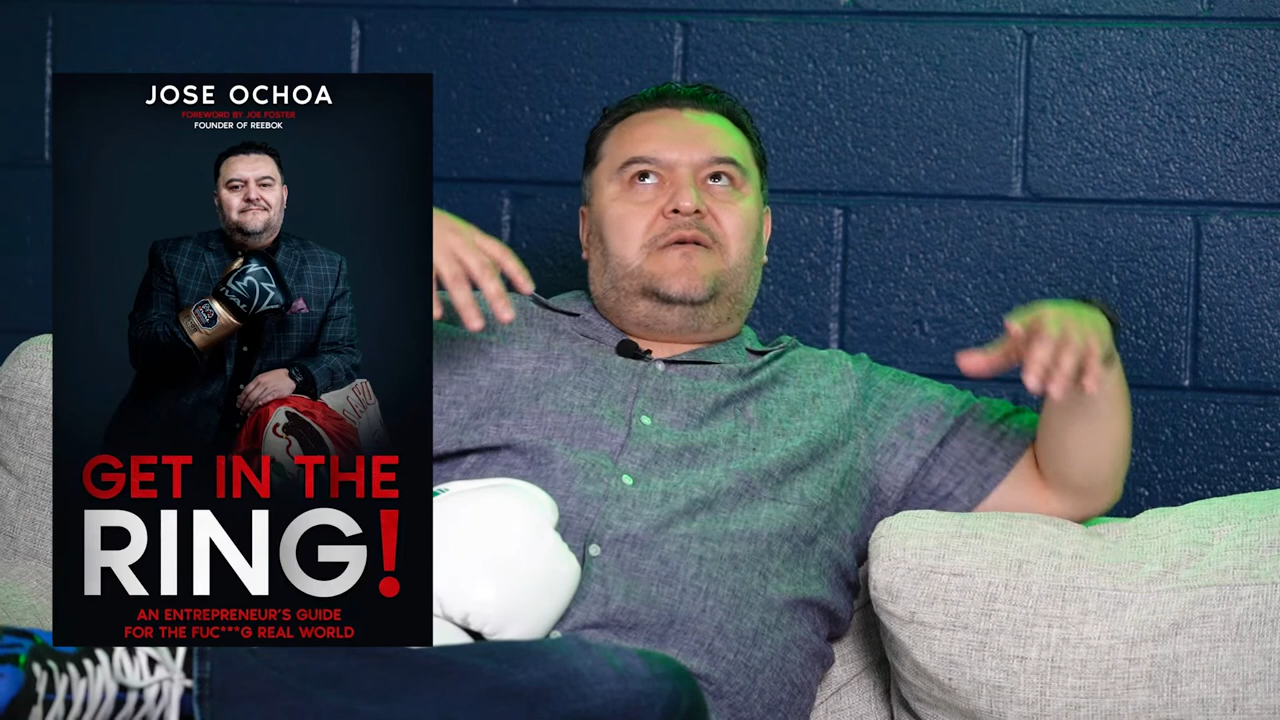 JOSE OCHOA
FOREWORD BY JOE FOSTER
FOUNDER OF REEBOK
RIVAL
GET IN THE
RING!
AN ENTREPRENEUR'S GUIDE
FOR THE FUC***G REAL WORLD